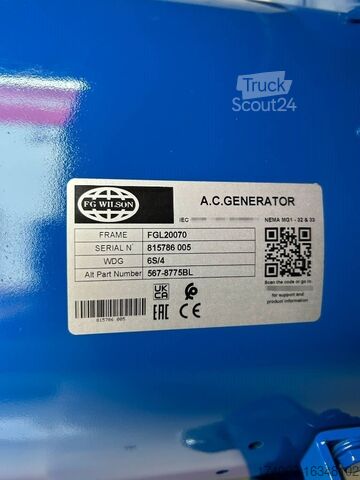 Truck
Scout24
FG WILSON
A.C.GENERATOR
IEC NEMA MG1 - 32 & 33
FRAME FGL20070
SERIAL N° 815786 005
WDG 6S/4
Alt Part Number 567-8775BL
Scan the code or go to
for support and
product information
UK CA EAC CE
815786 005